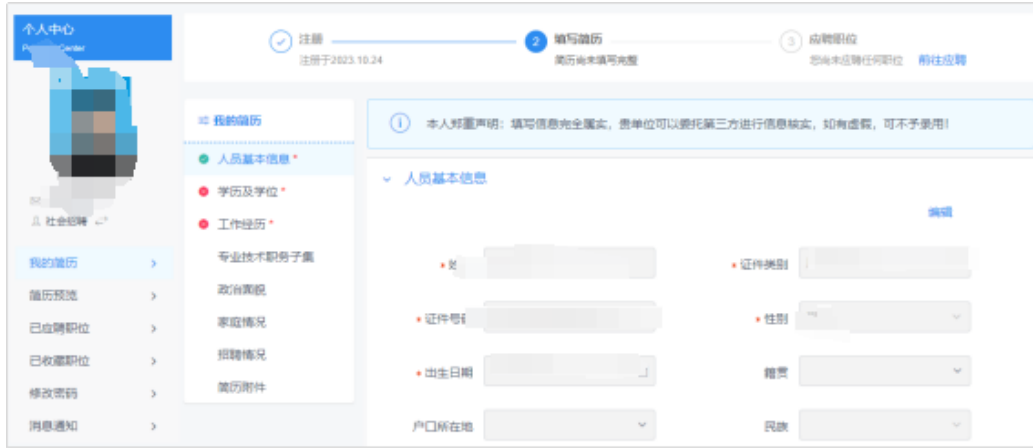 个人中心
Center
注册
注册于2023.10.24
2
填写简历
简历尚未填写完整
3
应聘职位
您尚未应聘任何职位 前往应聘
社会招聘
我的简历
简历预览
已应聘职位
已收藏职位
修改密码
消息通知
我的简历
人员基本信息*
学历及学位*
工作经历*
专业技术职务子集
政治面貌
家庭情况
招聘情况
简历附件
本人郑重声明：填写信息完全属实，贵单位可以委托第三方进行信息核实，如有虚假，可不予录用！
人员基本信息
编辑
*证件类别
*证件号
*性别
*出生日期
籍贯
户口所在地
民族